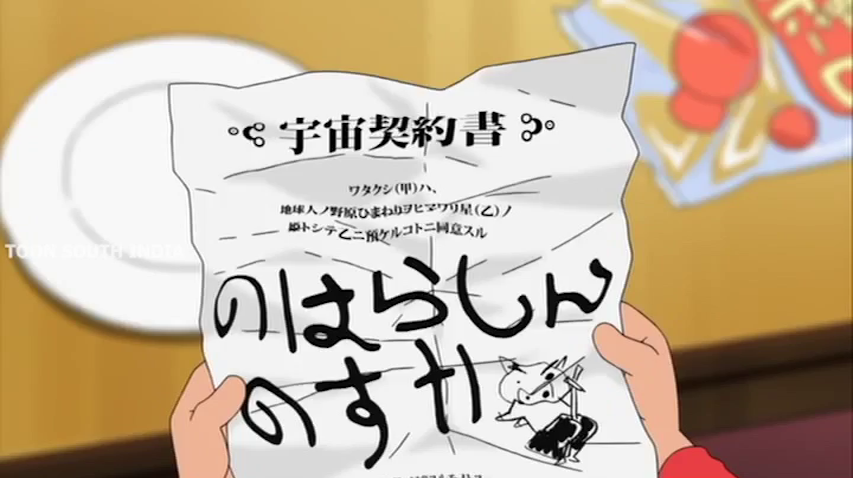 宇宙契約書
ワタクシ(甲)ハ、
地球人ノ野原ひまわりヲヒマワリ星(乙)ノ
姫トシテ乙ニ預ケルコトニ同意スル
のはらしん
のすけ
TOON SOUTH INDIA